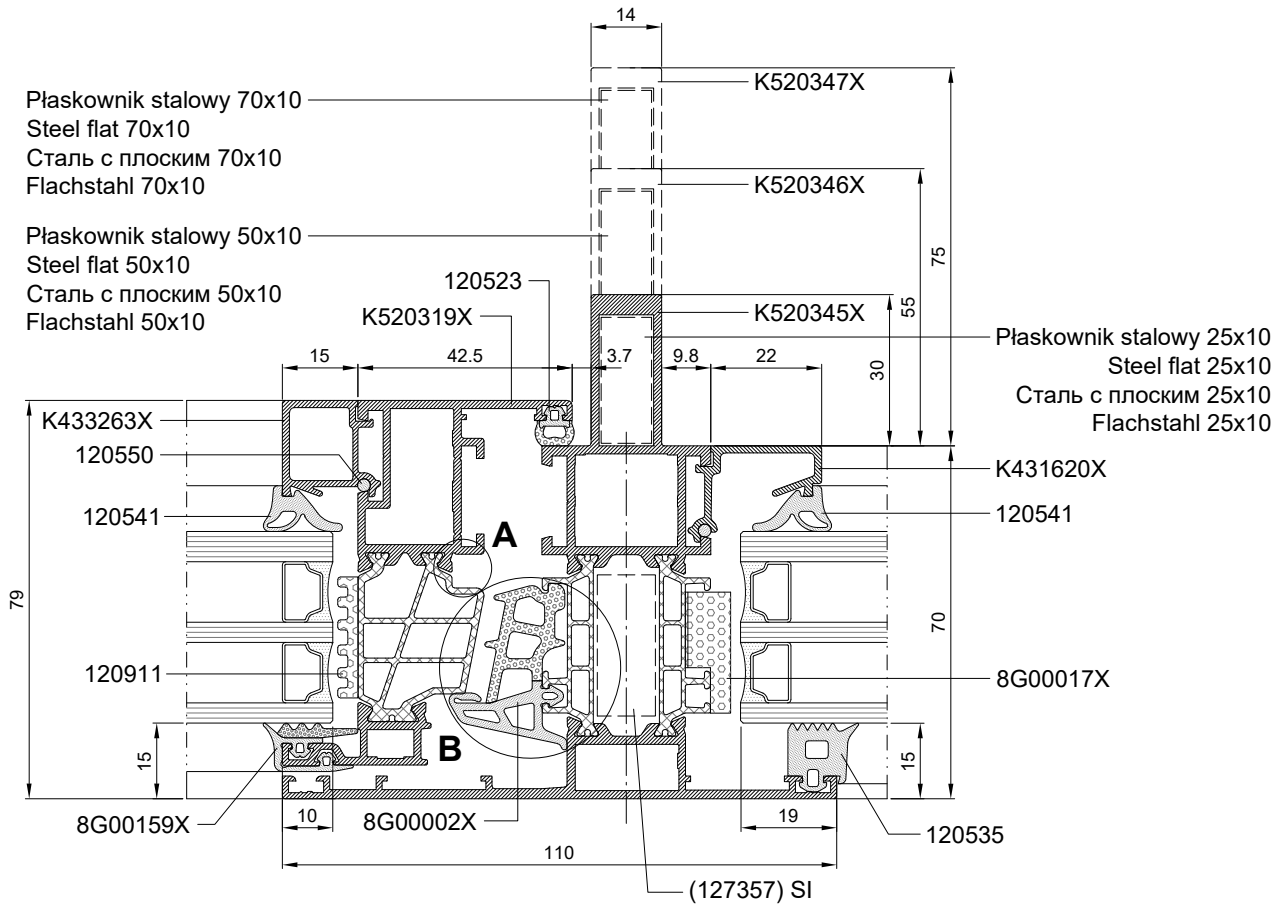 14
K520347X
Płaskownik stalowy 70x10
Steel flat 70x10
Сталь с плоским 70x10
Flachstahl 70x10
K520346X
Płaskownik stalowy 50x10
Steel flat 50x10
Сталь с плоским 50x10
Flachstahl 50x10
75
55
30
120523
K520319X
K520345X
Płaskownik stalowy 25x10
Steel flat 25x10
Сталь с плоским 25x10
Flachstahl 25x10
15
42.5
3.7
9.8
22
K433263X
120550
120541
K431620X
120541
A
79
70
120911
8G00017X
B
15
15
8G00159X
10
8G00002X
19
120535
110
(127357) SI